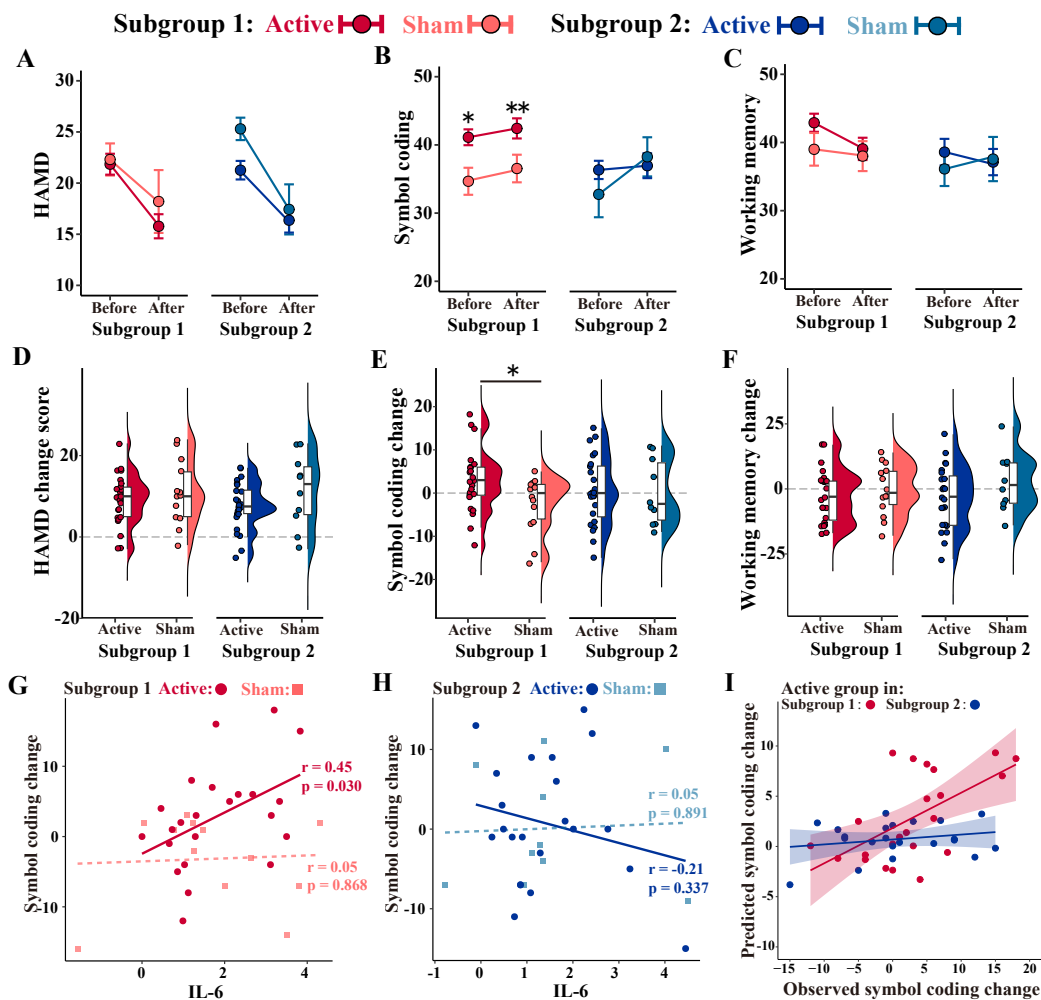 Subgroup 1: Active Sham Subgroup 2: Active Sham
A
HAMD
30
25
20
15
10
Before After Before After
Subgroup 1 Subgroup 2
B
Symbol coding
50
40
30
20
* **
Before After Before After
Subgroup 1 Subgroup 2
C
Working memory
50
40
30
20
Before After Before After
Subgroup 1 Subgroup 2
D
HAMD change score
20
0
-20
Active Sham Active Sham
Subgroup 1 Subgroup 2
E
Symbol coding change
20
10
0
-10
-20
*
Active Sham Active Sham
Subgroup 1 Subgroup 2
F
Working memory change
25
0
-25
Active Sham Active Sham
Subgroup 1 Subgroup 2
G
Subgroup 1 Active: Sham:
Symbol coding change
10
0
-10
r = 0.45
p = 0.030
r = 0.05
p = 0.868
0 2 4
IL-6
H
Subgroup 2 Active: Sham:
Symbol coding change
10
0
-10
r = 0.05
p = 0.891
r = -0.21
p = 0.337
-1 0 1 2 3 4
IL-6
I
Active group in:
Subgroup 1: Subgroup 2:
Predicted symbol coding change
10
5
0
-5
-10
-15 -10 -5 0 5 10 15 20
Observed symbol coding change